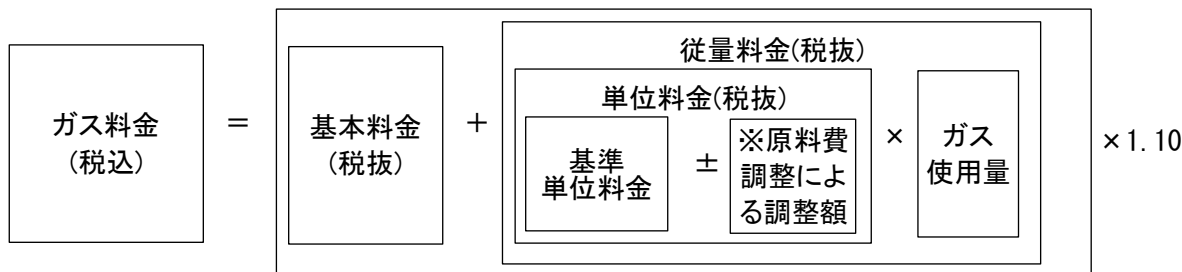 ガス料金
(税込)
＝
基本料金
(税抜)
＋
従量料金(税抜)
単位料金(税抜)
基準
単位料金
±
※原料費
調整によ
る調整額
×
ガス
使用量
×1.10